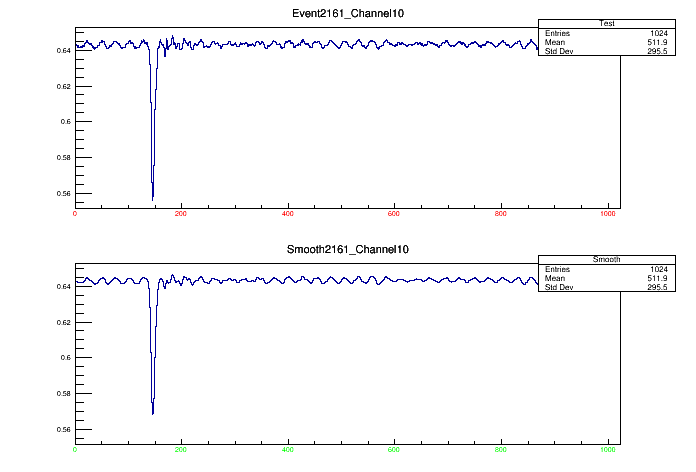 Event2161_Channel10
Test
Entries 1024
Mean 511.9
Std Dev 295.5
0.64
0.62
0.6
0.58
0.56
0 200 400 600 800 1000
Smooth2161_Channel10
Smooth
Entries 1024
Mean 511.9
Std Dev 295.5
0.64
0.62
0.6
0.58
0.56
0 200 400 600 800 1000